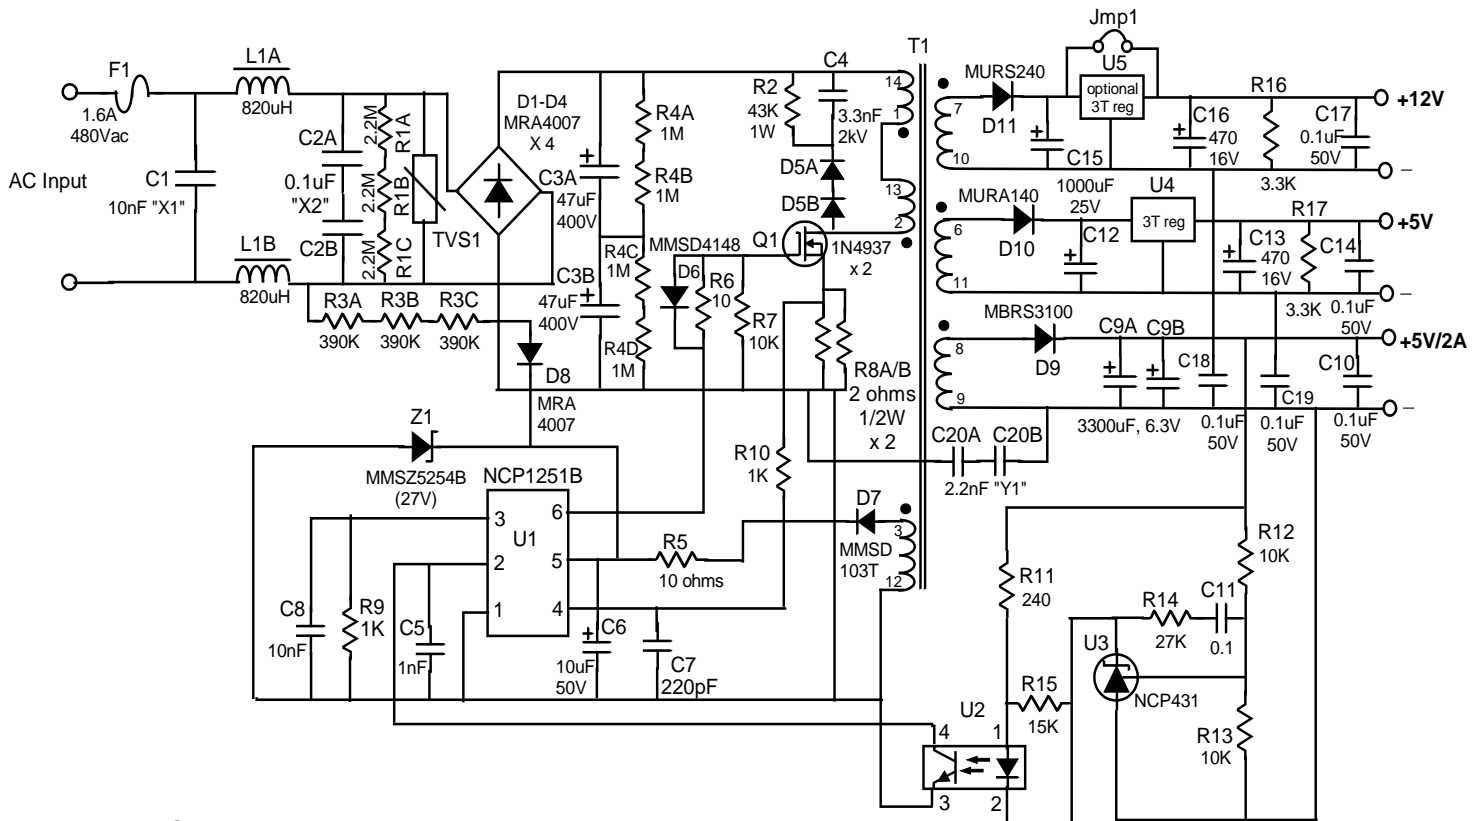 Jmp1
T1
U5
optional
3T reg
F1
1.6A
480Vac
L1A
820uH
D1-D4
MRA4007
X 4
R4A
1M
R2
43K
1W
C4
3.3nF
2kV
14
1
MURS240
7
D11
10
C15
1000uF
25V
C16
470
16V
R16
3.3K
C17
0.1uF
50V
+12V
–
AC Input
C1
10nF "X1"
C2A
0.1uF
"X2"
C2B
2.2M
R1A
2.2M
R1B
2.2M
R1C
TVS1
C3A
47uF
400V
R4B
1M
D5A
D5B
13
2
MURA140
6
D10
11
U4
3T reg
C12
C13
470
16V
R17
3.3K
C14
0.1uF
50V
+5V
–
L1B
820uH
C3B
47uF
400V
R4C
1M
MMSD4148
D6
R6
10
Q1
1N4937
x 2
R7
10K
R4D
1M
R8A/B
2 ohms
1/2W
x 2
MBRS3100
8
D9
9
C9A
C9B
3300uF, 6.3V
C18
0.1uF
50V
C19
0.1uF
50V
C10
0.1uF
50V
+5V/2A
–
R3A
R3B
R3C
390K
390K
390K
D8
MRA
4007
Z1
MMSZ5254B
(27V)
NCP1251B
U1
3
2
1
6
5
4
R10
1K
C20A
C20B
2.2nF "Y1"
D7
MMSD
103T
3
12
R5
10 ohms
C8
10nF
R9
1K
C5
1nF
C6
10uF
50V
C7
220pF
R11
240
R12
10K
R14
27K
C11
0.1
U3
NCP431
R15
15K
R13
10K
U2
4
1
3
2